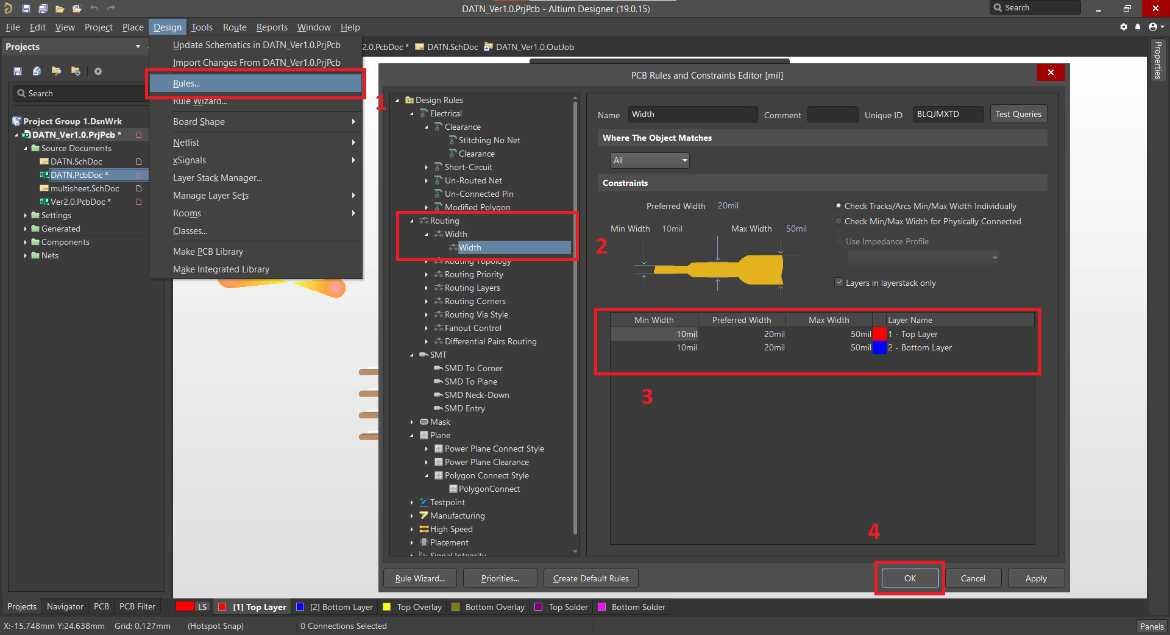 DATN_Ver1.0.PrjPcb - Altium Designer (19.0.15)
Search
File Edit View Project Place Design Tools Route Reports Window Help
Projects
Search
Project Group 1.DsnWrk
DATN_Ver1.0.PrjPcb *
Source Documents
DATN.SchDoc
DATN.PcbDoc *
multisheet.SchDoc
Ver2.0.PcbDoc *
Settings
Generated
Components
Nets
Update Schematics in DATN_Ver1.0.PrjPcb
Import Changes From DATN_Ver1.0.PrjPcb
Rules...
Rule Wizard...
Board Shape
Netlist
xSignals
Layer Stack Manager...
Manage Layer Sets
Rooms
Classes...
Make PCB Library
Make Integrated Library
1
2.0.PcbDoc * DATN.SchDoc DATN_Ver1.0.OutJob
Properties
PCB Rules and Constraints Editor [mil]
Design Rules
Electrical
Clearance
Stitching No Net
Clearance
Short-Circuit
Un-Routed Net
Un-Connected Pin
Modified Polygon
Routing
Width
Width
Routing Topology
Routing Priority
Routing Layers
Routing Corners
Routing Via Style
Fanout Control
Differential Pairs Routing
SMT
SMD To Corner
SMD To Plane
SMD Neck-Down
SMD Entry
Mask
Plane
Power Plane Connect Style
Power Plane Clearance
Polygon Connect Style
PolygonConnect
Testpoint
Manufacturing
High Speed
Placement
Signal Integrity
2
Name Width Comment Unique ID BLQJMXTD Test Queries
Where The Object Matches
All
Constraints
Preferred Width 20mil
Min Width 10mil Max Width 50mil
Check Tracks/Arcs Min/Max Width Individually
Check Min/Max Width for Physically Connected
Use Impedance Profile
Layers in layerstack only
Min Width Preferred Width Max Width Layer Name
10mil 20mil 50mil 1 - Top Layer
10mil 20mil 50mil 2 - Bottom Layer
3
4
Rule Wizard... Priorities... Create Default Rules OK Cancel Apply
Projects Navigator PCB PCB Filter LS [1] Top Layer [2] Bottom Layer Top Overlay Bottom Overlay Top Solder Bottom Solder
X:-15.748mm Y:24.638mm Grid: 0.127mm (Hotspot Snap) 0 Connections Selected Panels